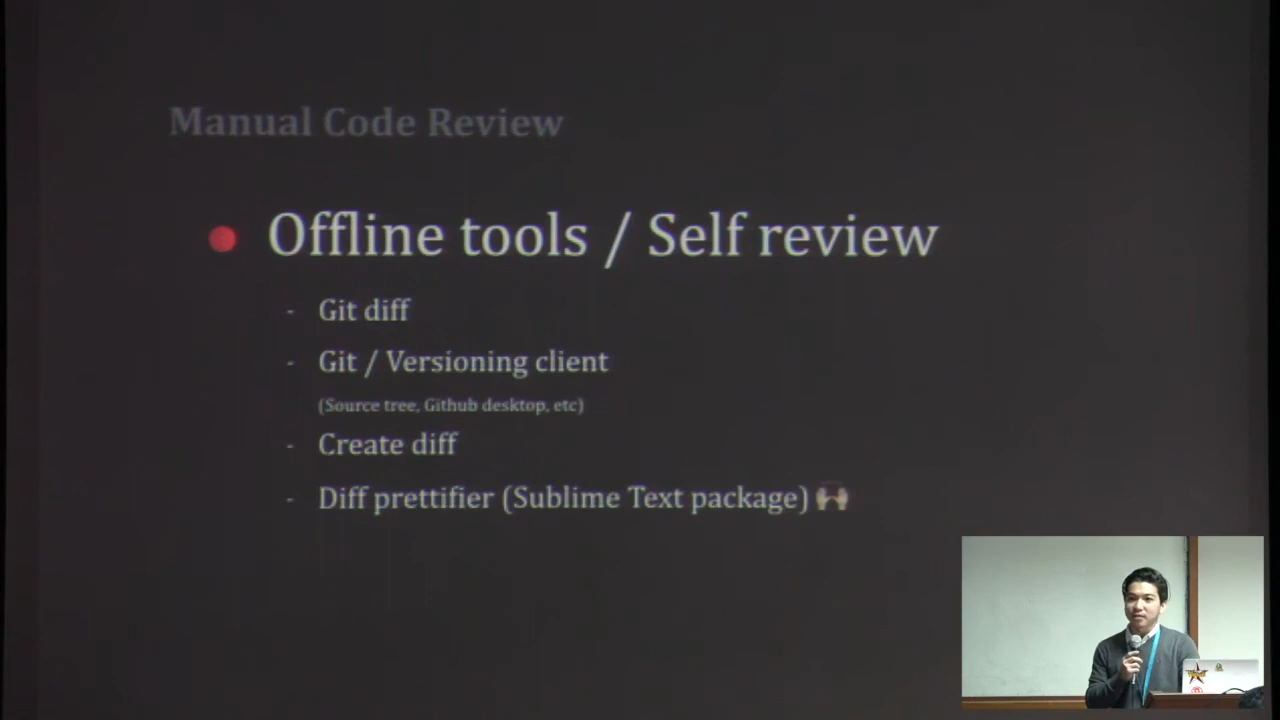 Manual Code Review
Offline tools / Self review
- Git diff
- Git / Versioning client
(Source tree, Github desktop, etc)
- Create diff
- Diff prettifier (Sublime Text package)